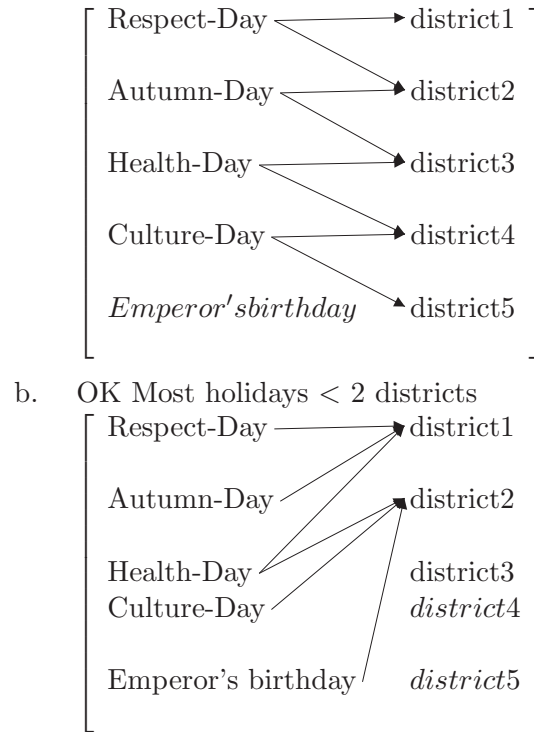 Respect-Day district1
Autumn-Day district2
Health-Day district3
Culture-Day district4
Emperor'sbirthday district5
b. OK Most holidays < 2 districts
Respect-Day district1
Autumn-Day district2
Health-Day district3
Culture-Day district4
Emperor's birthday district5